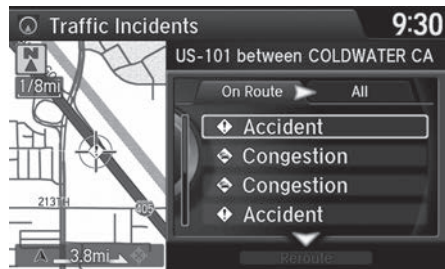 Traffic Incidents 9:30
US-101 between COLDWATER CA
1/8mi
On Route All
Accident
Congestion
Congestion
Accident
213TH
405
3.8mi
Reroute